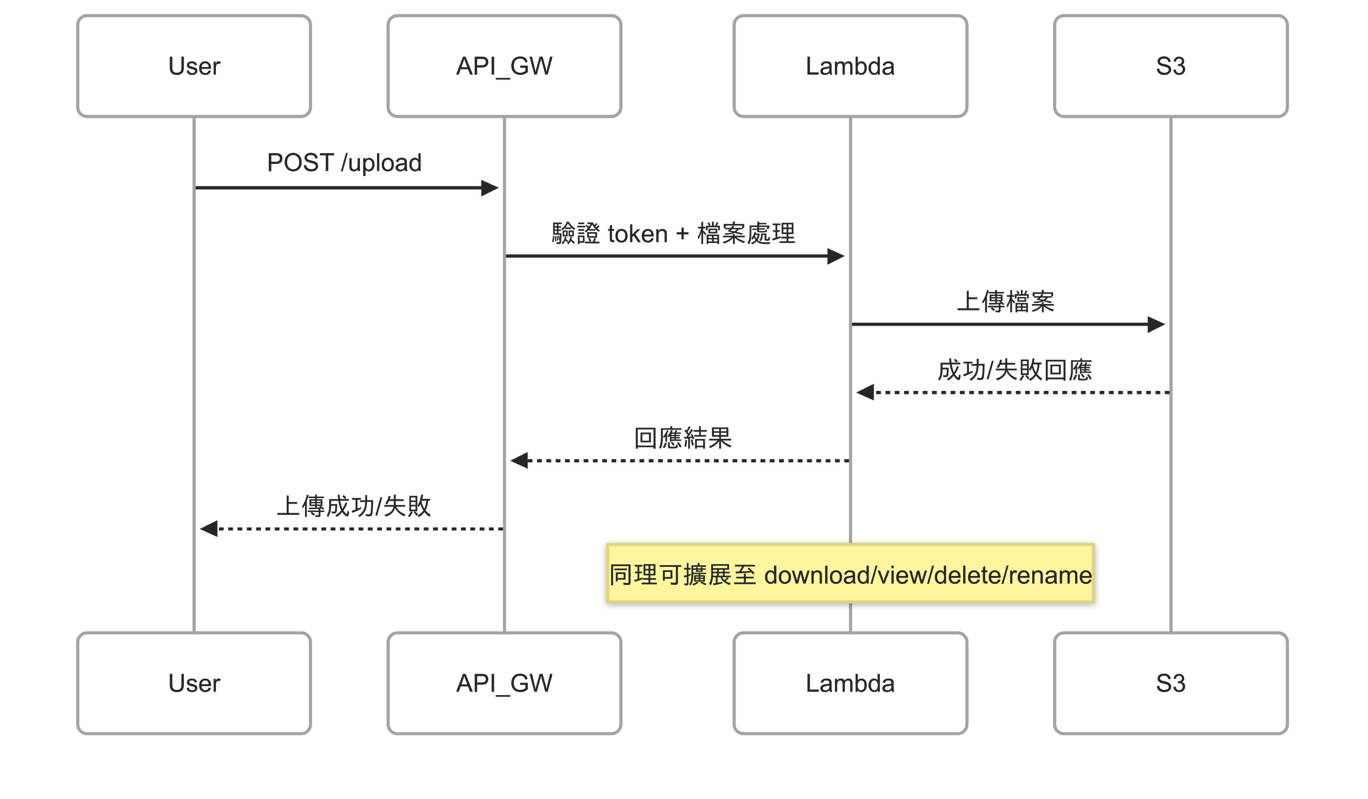 User
API_GW
Lambda
S3
POST /upload
驗證 token + 檔案處理
上傳檔案
成功/失敗回應
回應結果
上傳成功/失敗
同理可擴展至 download/view/delete/rename
User
API_GW
Lambda
S3